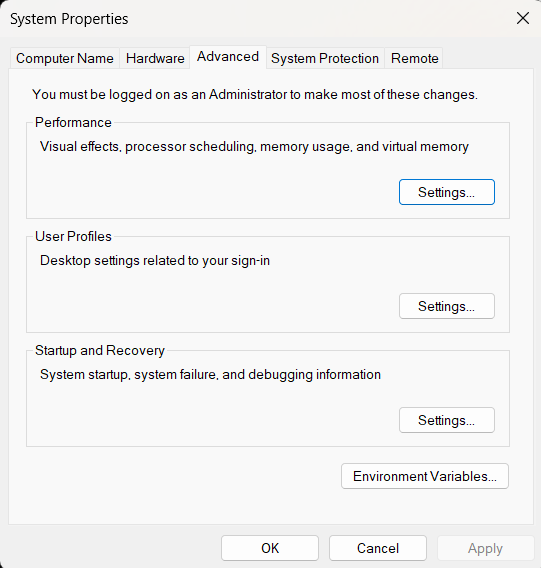 System Properties
Computer Name
Hardware
Advanced
System Protection
Remote
You must be logged on as an Administrator to make most of these changes.
Performance
Visual effects, processor scheduling, memory usage, and virtual memory
Settings...
User Profiles
Desktop settings related to your sign-in
Settings...
Startup and Recovery
System startup, system failure, and debugging information
Settings...
Environment Variables...
OK
Cancel
Apply